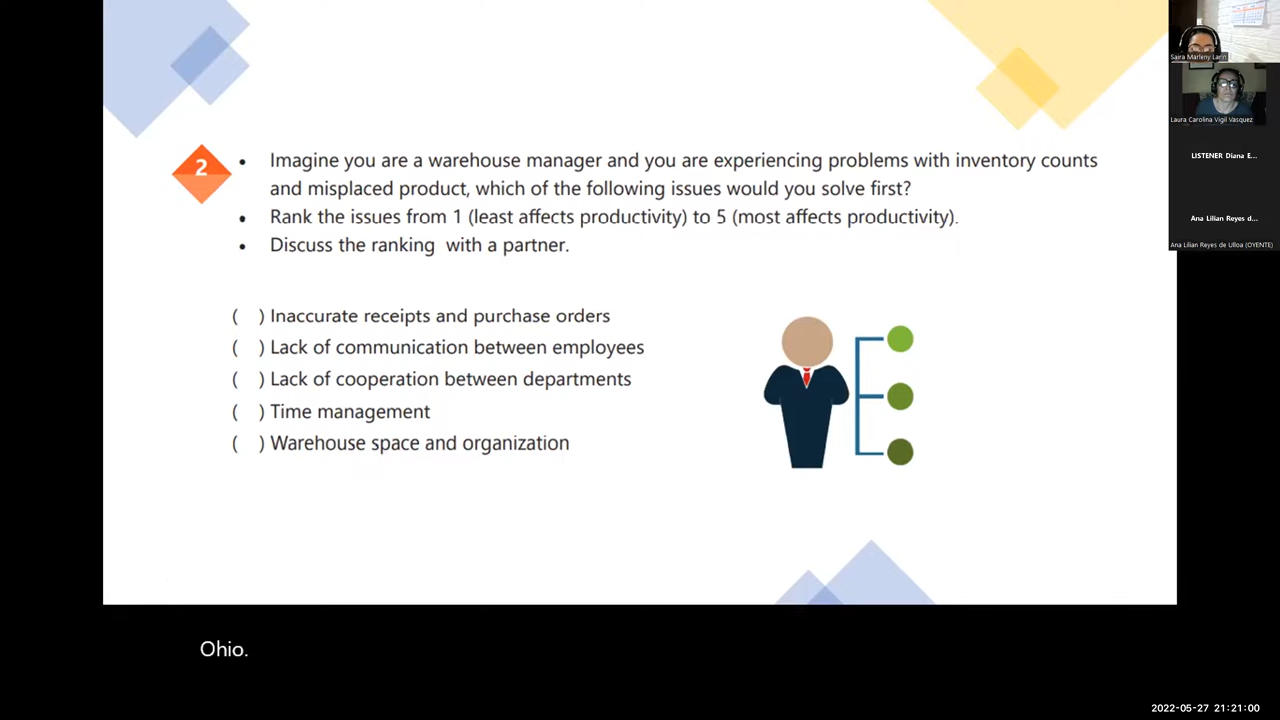 2
• Imagine you are a warehouse manager and you are experiencing problems with inventory counts
and misplaced product, which of the following issues would you solve first?
• Rank the issues from 1 (least affects productivity) to 5 (most affects productivity).
• Discuss the ranking with a partner.
( ) Inaccurate receipts and purchase orders
( ) Lack of communication between employees
( ) Lack of cooperation between departments
( ) Time management
( ) Warehouse space and organization
Saira Marleny Larin
Laura Carolina Vigil Vasquez
LISTENER Diana E...
Ana Lilian Reyes d...
Ana Lilian Reyes de Ulloa (OYENTE)
Ohio.
2022-05-27 21:21:00